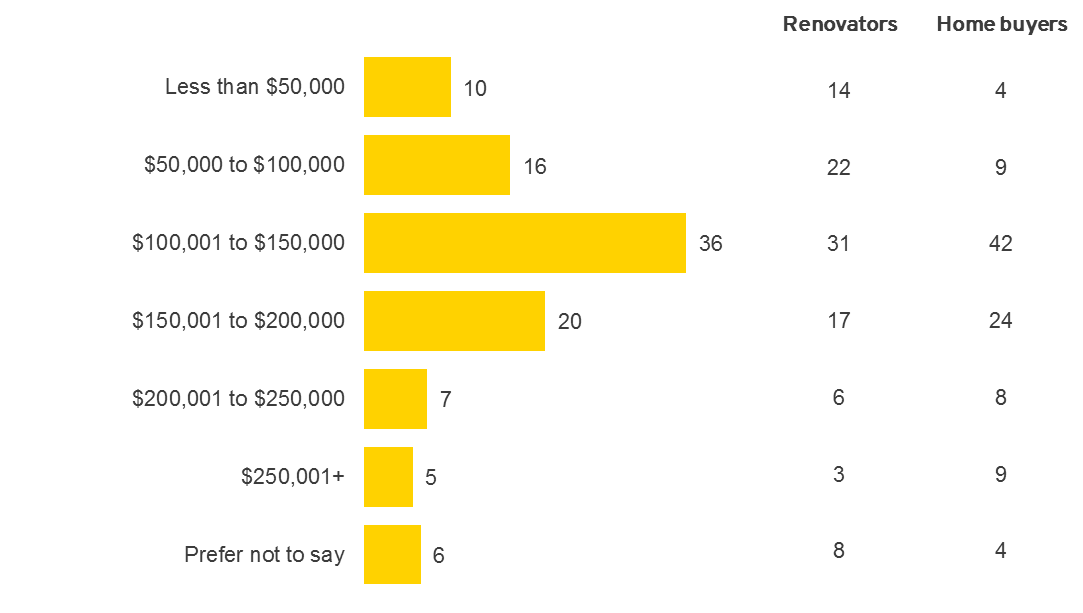 Renovators Home buyers
Less than $50,000 10 14 4
$50,000 to $100,000 16 22 9
$100,001 to $150,000 36 31 42
$150,001 to $200,000 20 17 24
$200,001 to $250,000 7 6 8
$250,001+ 5 3 9
Prefer not to say 6 8 4